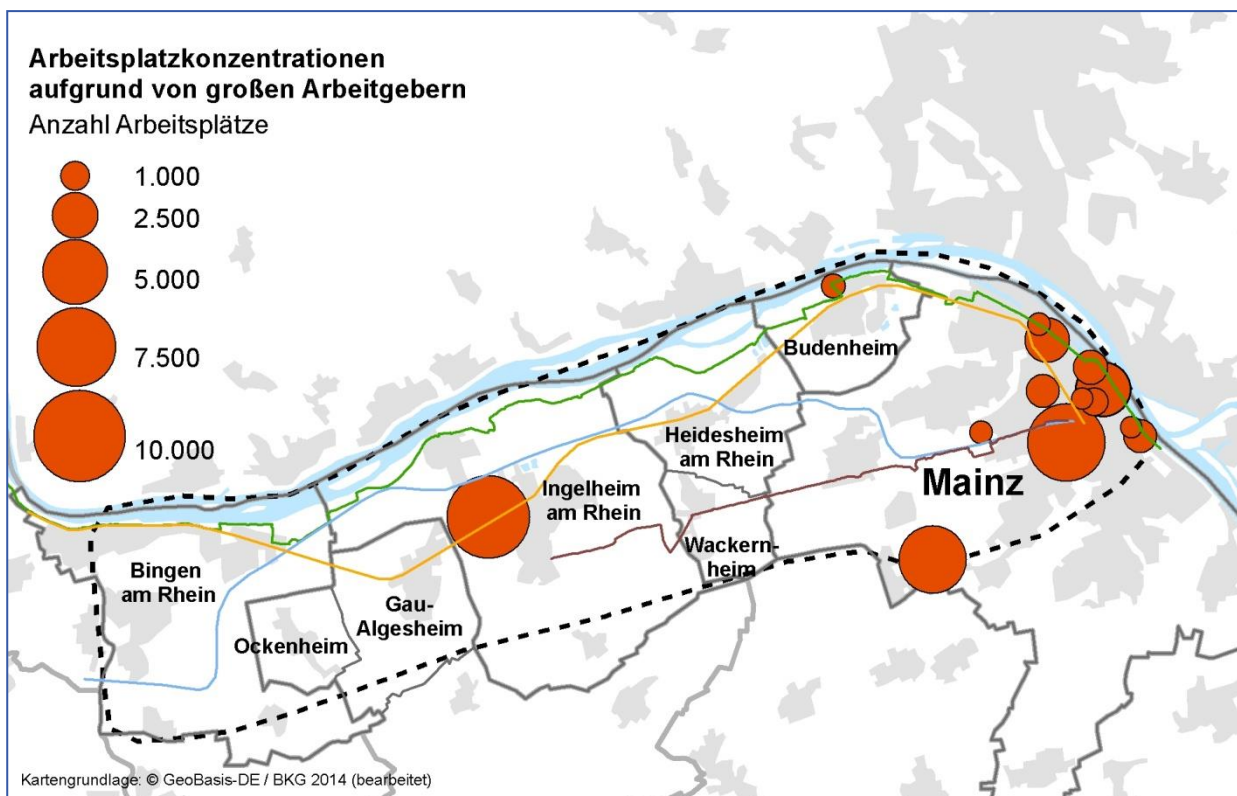 Arbeitsplatzkonzentrationen
aufgrund von großen Arbeitgebern
Anzahl Arbeitsplätze
1.000
2.500
5.000
7.500
10.000
Budenheim
Heidesheim
am Rhein
Mainz
Ingelheim
am Rhein
Wackern-
heim
Bingen
am Rhein
Gau-
Algesheim
Ockenheim
Kartengrundlage: © GeoBasis-DE / BKG 2014 (bearbeitet)